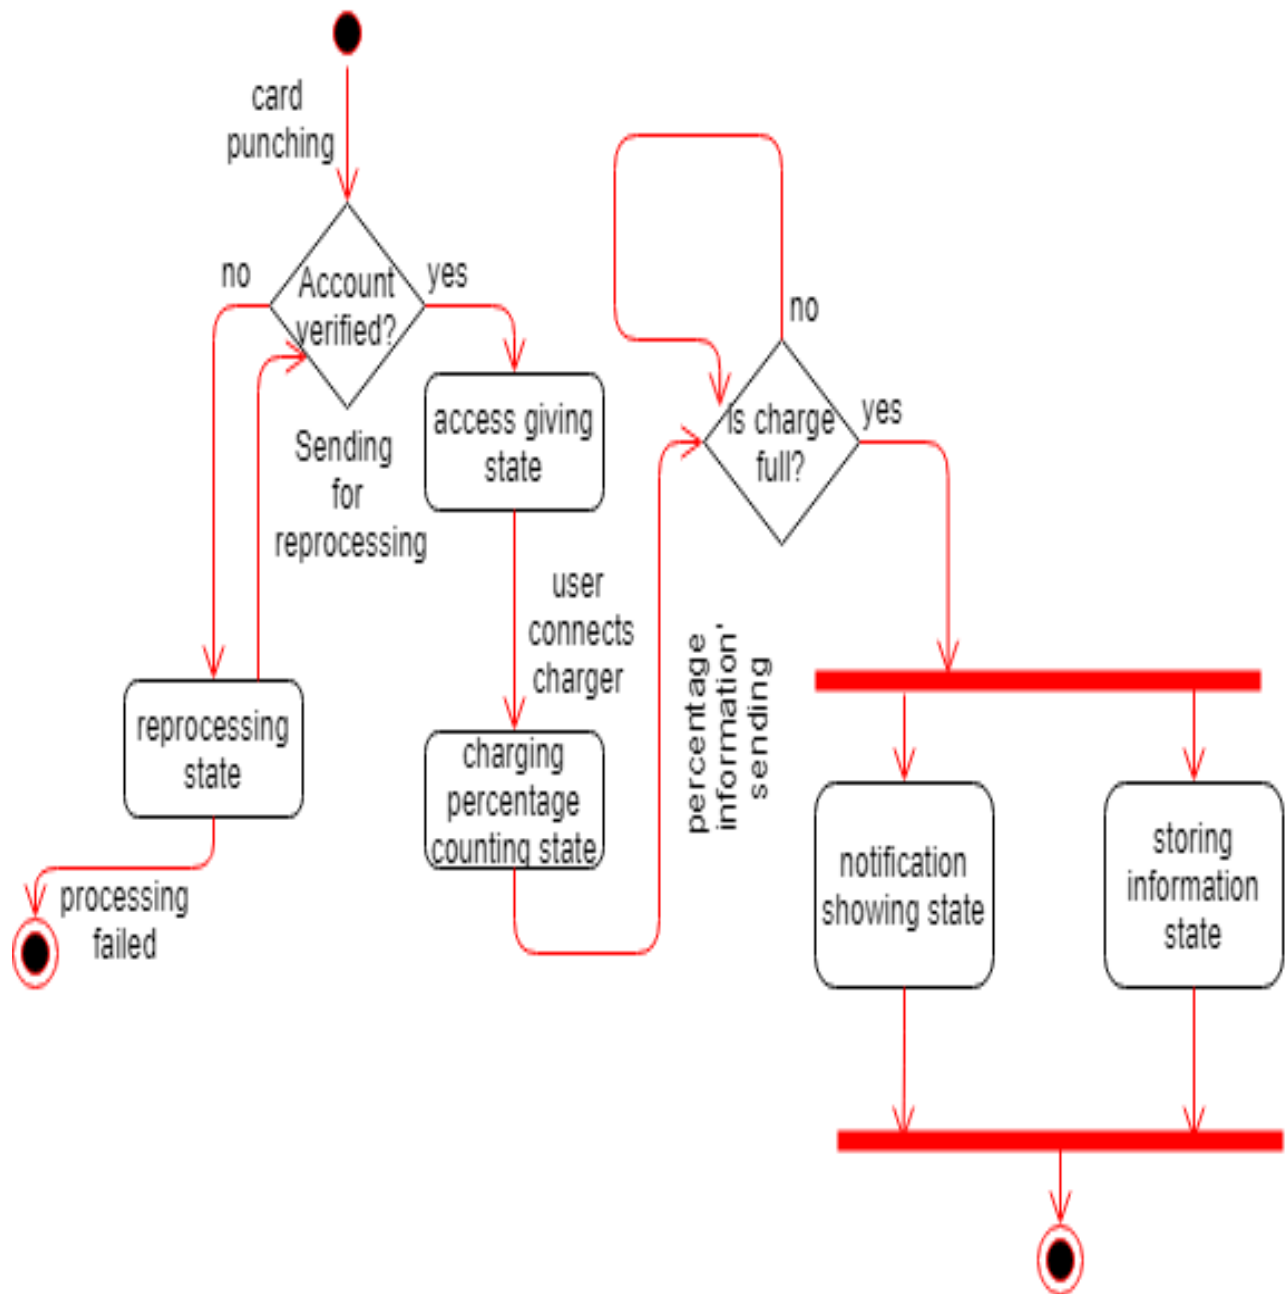 card
punching
no
Account
verified?
yes
Sending
for
reprocessing
access giving
state
user
connects
charger
reprocessing
state
charging
percentage
counting state
processing
failed
no
Is charge
full?
yes
percentage
information'
sending
notification
showing state
storing
information
state